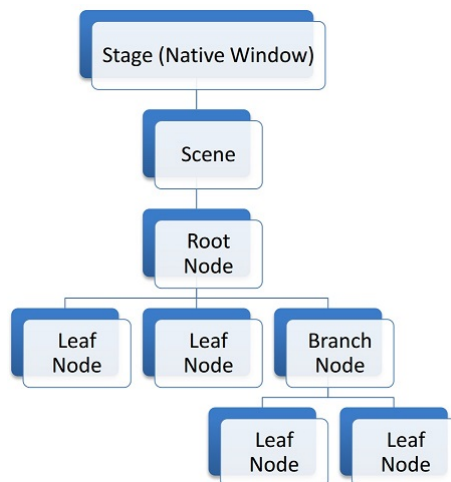 Stage (Native Window)
Scene
Root
Node
Leaf
Node
Leaf
Node
Branch
Node
Leaf
Node
Leaf
Node